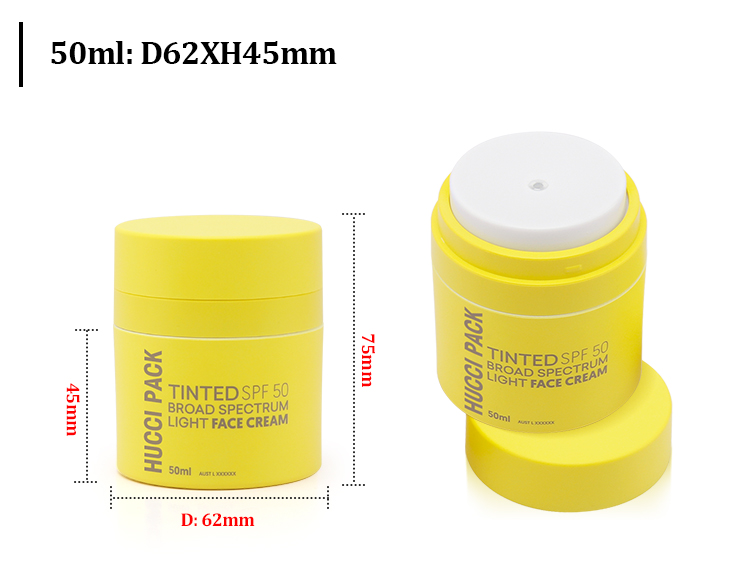 50ml: D62XH45mm
45mm
75mm
D: 62mm
HUCCI PACK
TINTED SPF 50
BROAD SPECTRUM
LIGHT FACE CREAM
50ml AUST L XXXXXX
HUCCI PACK
TINTED SPF 50
BROAD SPECTRUM
LIGHT FACE CREAM
50ml AUST L XXXXXX